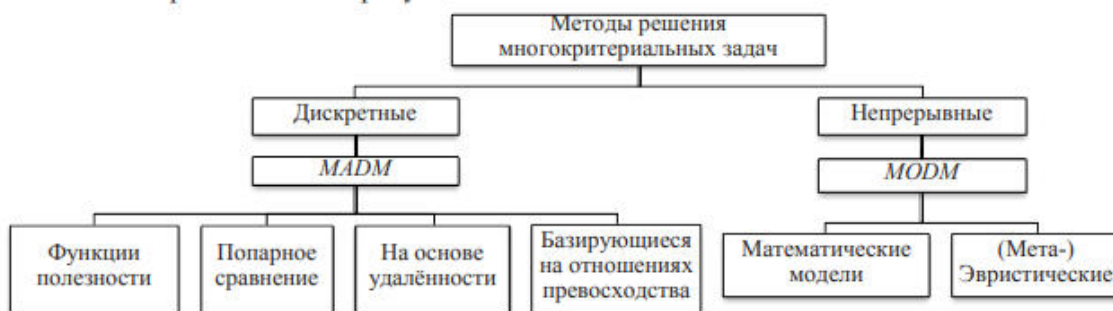 Методы решения
многокритериальных задач
Дискретные
Непрерывные
MADM
MODM
Функции
полезности
Попарное
сравнение
На основе
удалённости
Базирующиеся
на отношениях
превосходства
Математические
модели
(Мета-)
Эвристические